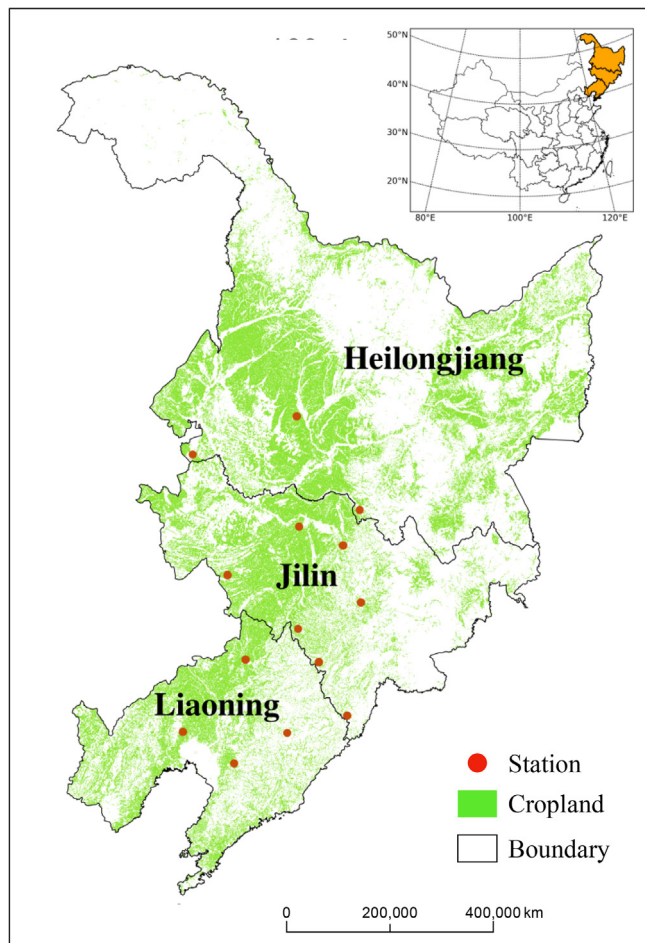 50°N
40°N
30°N
20°N
80°E 100°E 120°E
Heilongjiang
Jilin
Liaoning
Station
Cropland
Boundary
0 200,000 400,000 km